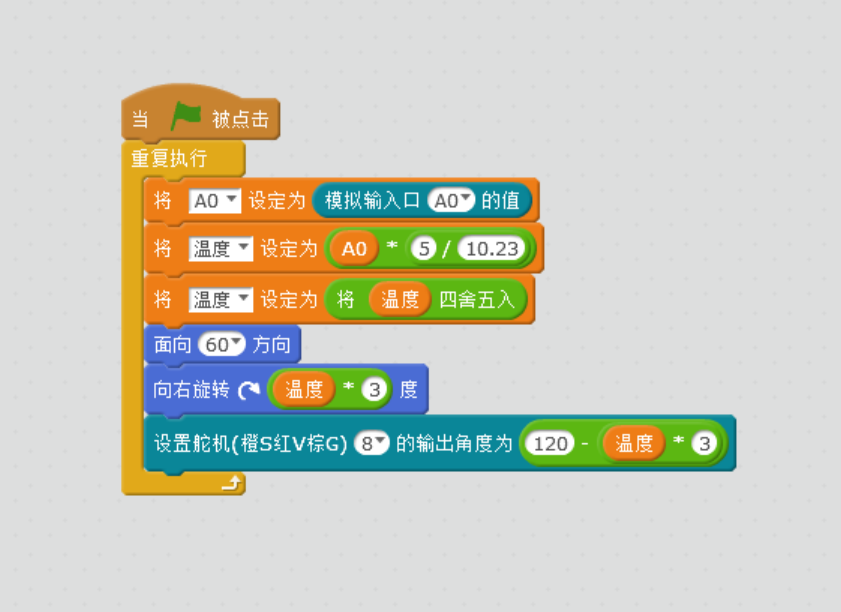 当 被点击
重复执行
将 A0 设定为 模拟输入口 A0 的值
将 温度 设定为 A0 * 5 / 10.23
将 温度 设定为 将 温度 四舍五入
面向 60 方向
向右旋转 温度 * 3 度
设置舵机(橙S红V棕G) 8 的输出角度为 120 - 温度 * 3